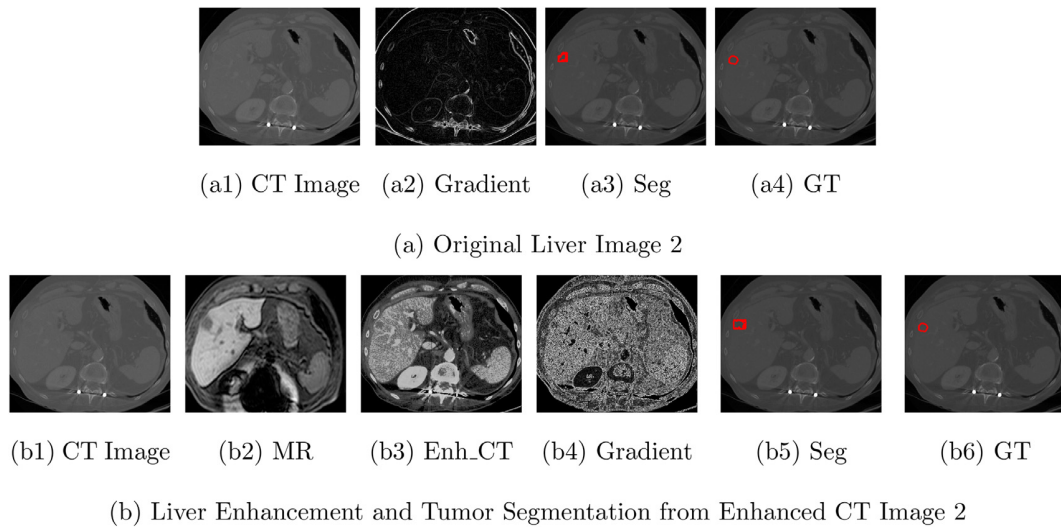 (a1) CT Image (a2) Gradient (a3) Seg (a4) GT
(a) Original Liver Image 2
(b1) CT Image (b2) MR (b3) Enh_CT (b4) Gradient (b5) Seg (b6) GT
(b) Liver Enhancement and Tumor Segmentation from Enhanced CT Image 2